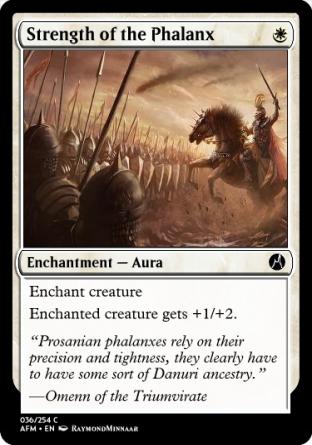 Strength of the Phalanx
Enchantment — Aura
Enchant creature
Enchanted creature gets +1/+2.
“Prosanian phalanxes rely on their
precision and tightness, they clearly have
to have some sort of Danuri ancestry.”
—Omenn of the Triumvirate
036/254 C
AFM • EN RaymondMinnaar